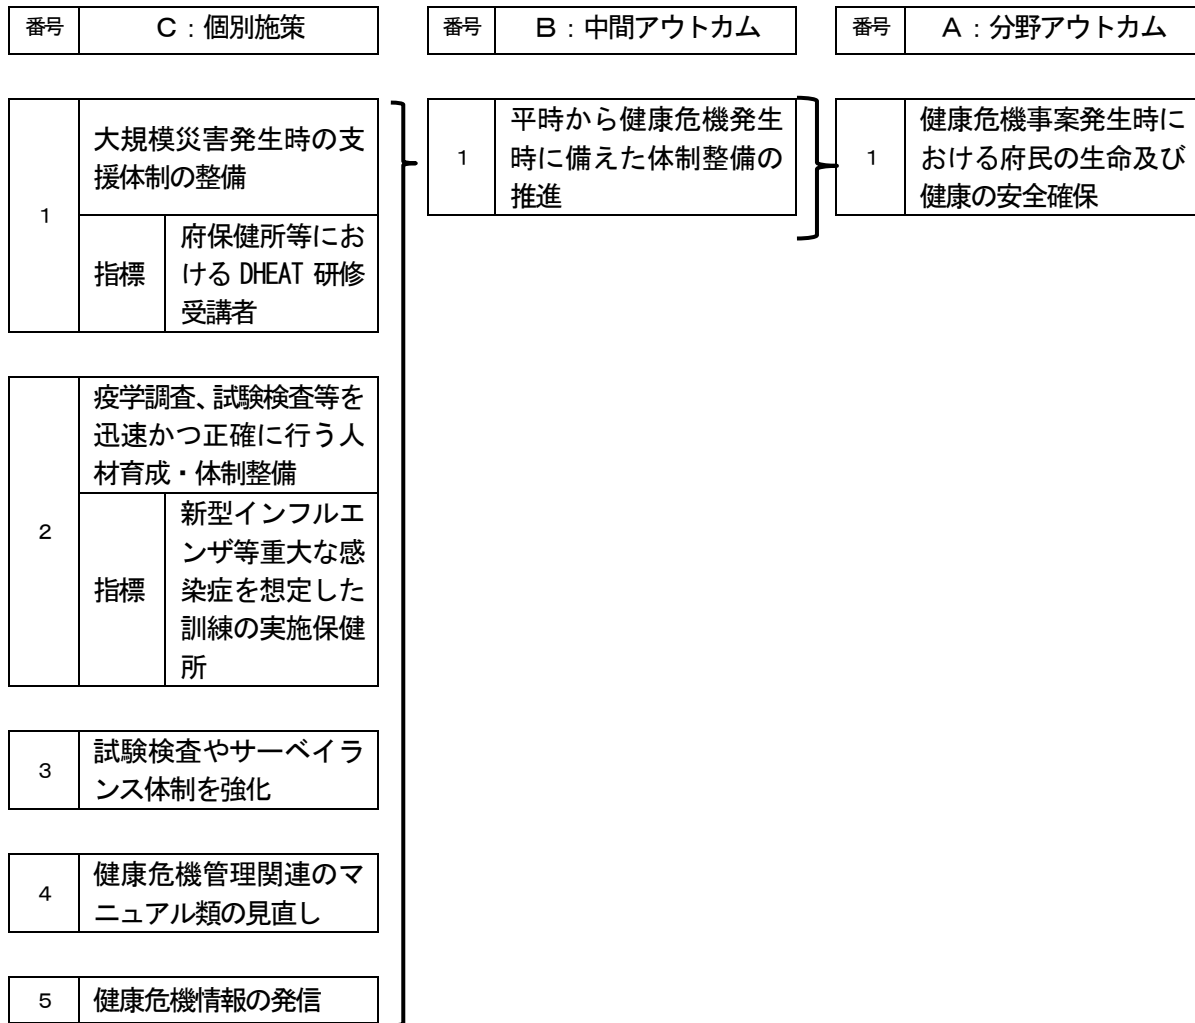 番号 C：個別施策 番号 B：中間アウトカム 番号 A：分野アウトカム
1
大規模災害発生時の支
援体制の整備
指標
府保健所等にお
ける DHEAT 研修
受講者
1
平時から健康危機発生
時に備えた体制整備の
推進
1
健康危機事案発生時に
おける府民の生命及び
健康の安全確保
2
疫学調査、試験検査等を
迅速かつ正確に行う人
材育成・体制整備
指標
新型インフルエ
ンザ等重大な感
染症を想定した
訓練の実施保健
所
3
試験検査やサーベイラ
ンス体制を強化
4
健康危機管理関連のマ
ニュアル類の見直し
5 健康危機情報の発信